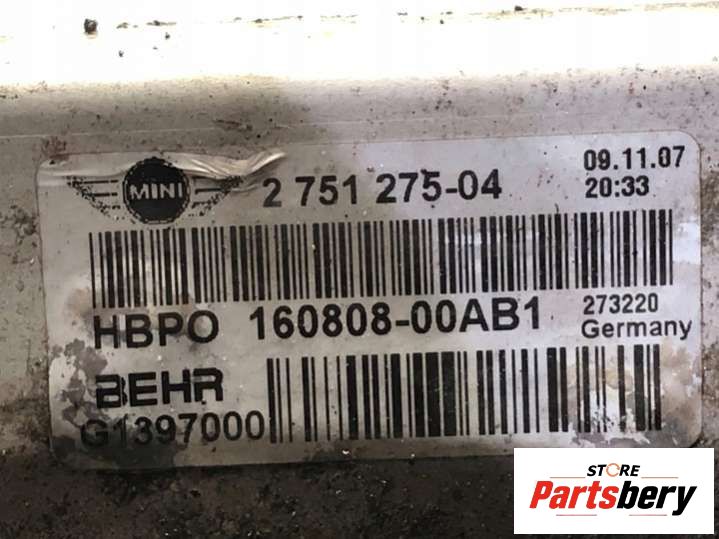 MINI 2 751 275-04 09.11.07
20:33
HBPO 160808-00AB1 273220
Germany
BEHR
G1397000
STORE
Partsbery